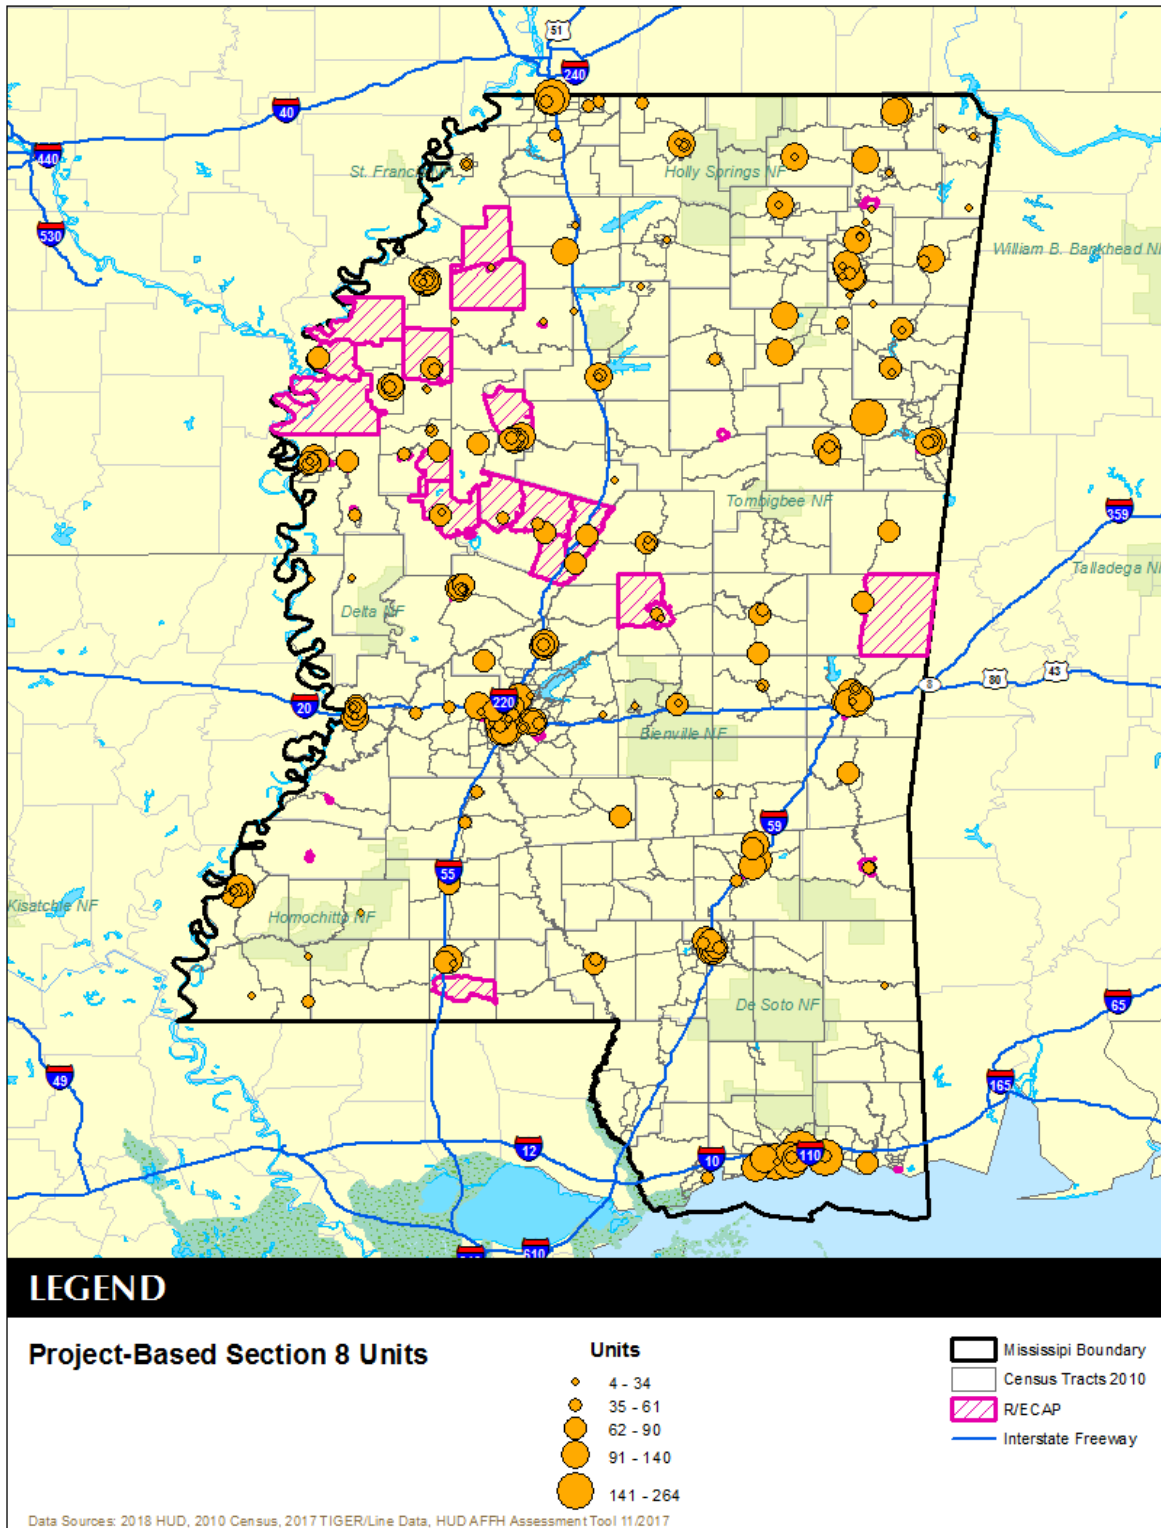 51
240
40
440
St. Francis NF
Holly Springs NF
530
William B. Bankhead NF
Tombigbee NF
359
Talladega NF
Delta NF
20
220
8
80
43
Bienville NF
59
55
Kisatchie NF
Homochitto NF
De Soto NF
65
49
165
12
10
110
610
LEGEND
Project-Based Section 8 Units
Units
4 - 34
35 - 61
62 - 90
91 - 140
141 - 264
Mississipi Boundary
Census Tracts 2010
R/ECAP
Interstate Freeway
Data Sources: 2018 HUD, 2010 Census, 2017 TIGER/Line Data, HUD AFFH Assessment Tool 11/2017